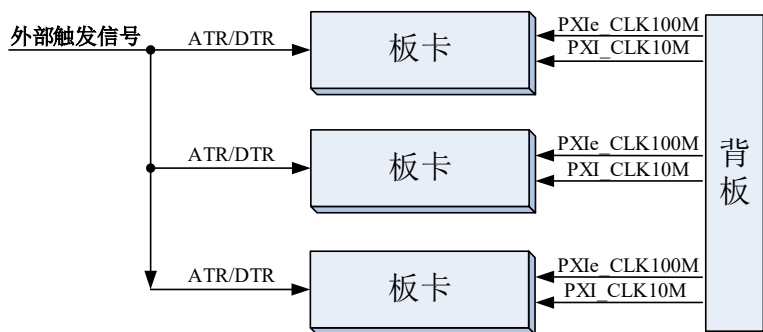 外部触发信号
ATR/DTR
板卡
PXIe_CLK100M
PXI_CLK10M
ATR/DTR
板卡
PXIe_CLK100M
PXI_CLK10M
背板
ATR/DTR
板卡
PXIe_CLK100M
PXI_CLK10M